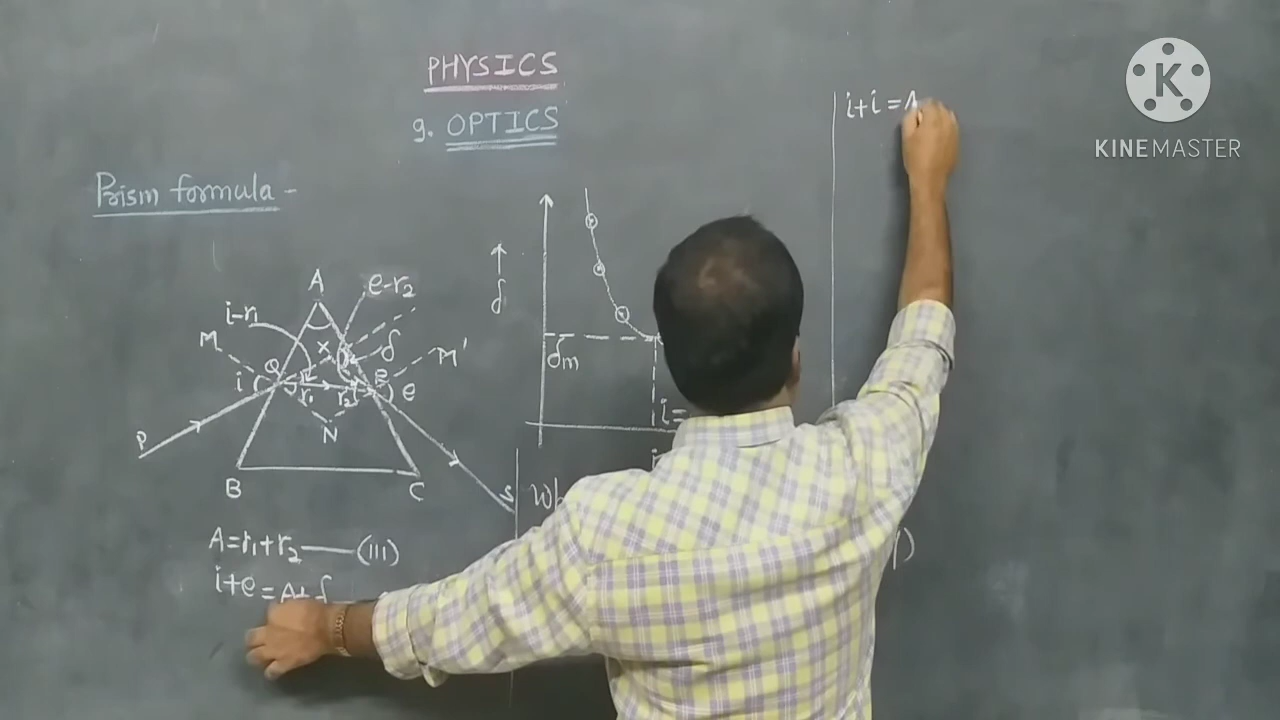 PHYSICS
9. OPTICS
Prism formula -
A
e-r₂
i-r₁
M
X
δ
M'
Q
R
i
r₁
r₂
e
P
N
B
C
S
A=r₁+r₂ — (III)
i+e = A+δ
↑
δ
δm
i=
i+i = A
K
KINEMASTER